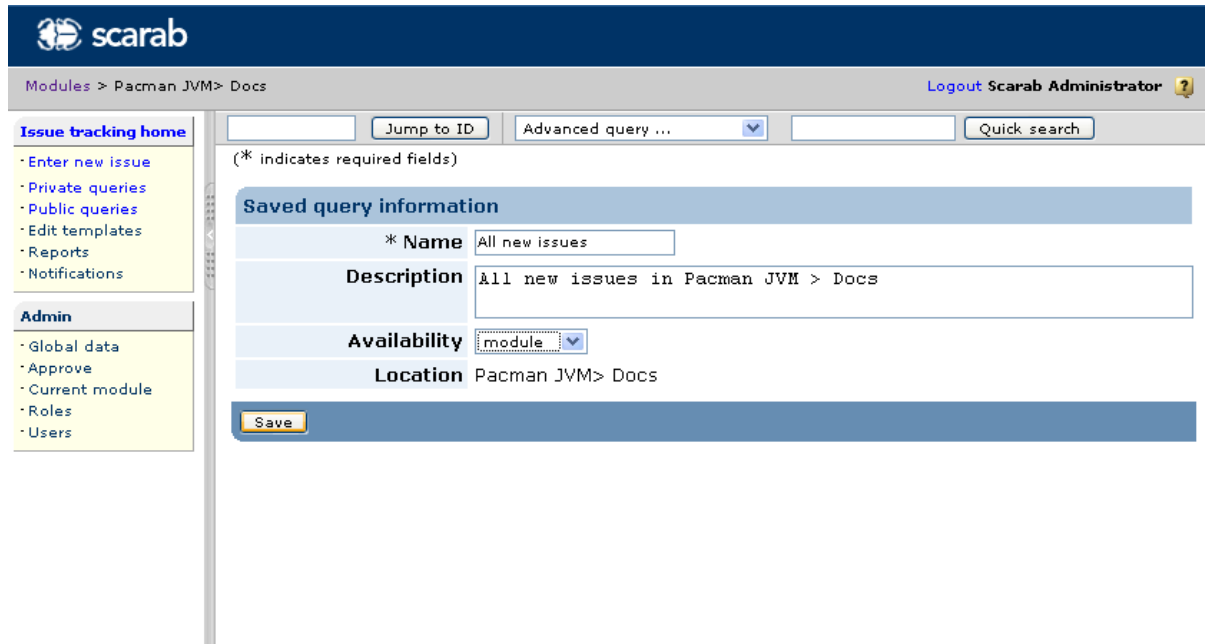 scarab
Modules > Pacman JVM> Docs
Logout Scarab Administrator ?
Issue tracking home
Enter new issue
Private queries
Public queries
Edit templates
Reports
Notifications
Admin
Global data
Approve
Current module
Roles
Users
Jump to ID Advanced query ... Quick search
(* indicates required fields)
Saved query information
* Name All new issues
Description All new issues in Pacman JVM > Docs
Availability module
Location Pacman JVM> Docs
Save